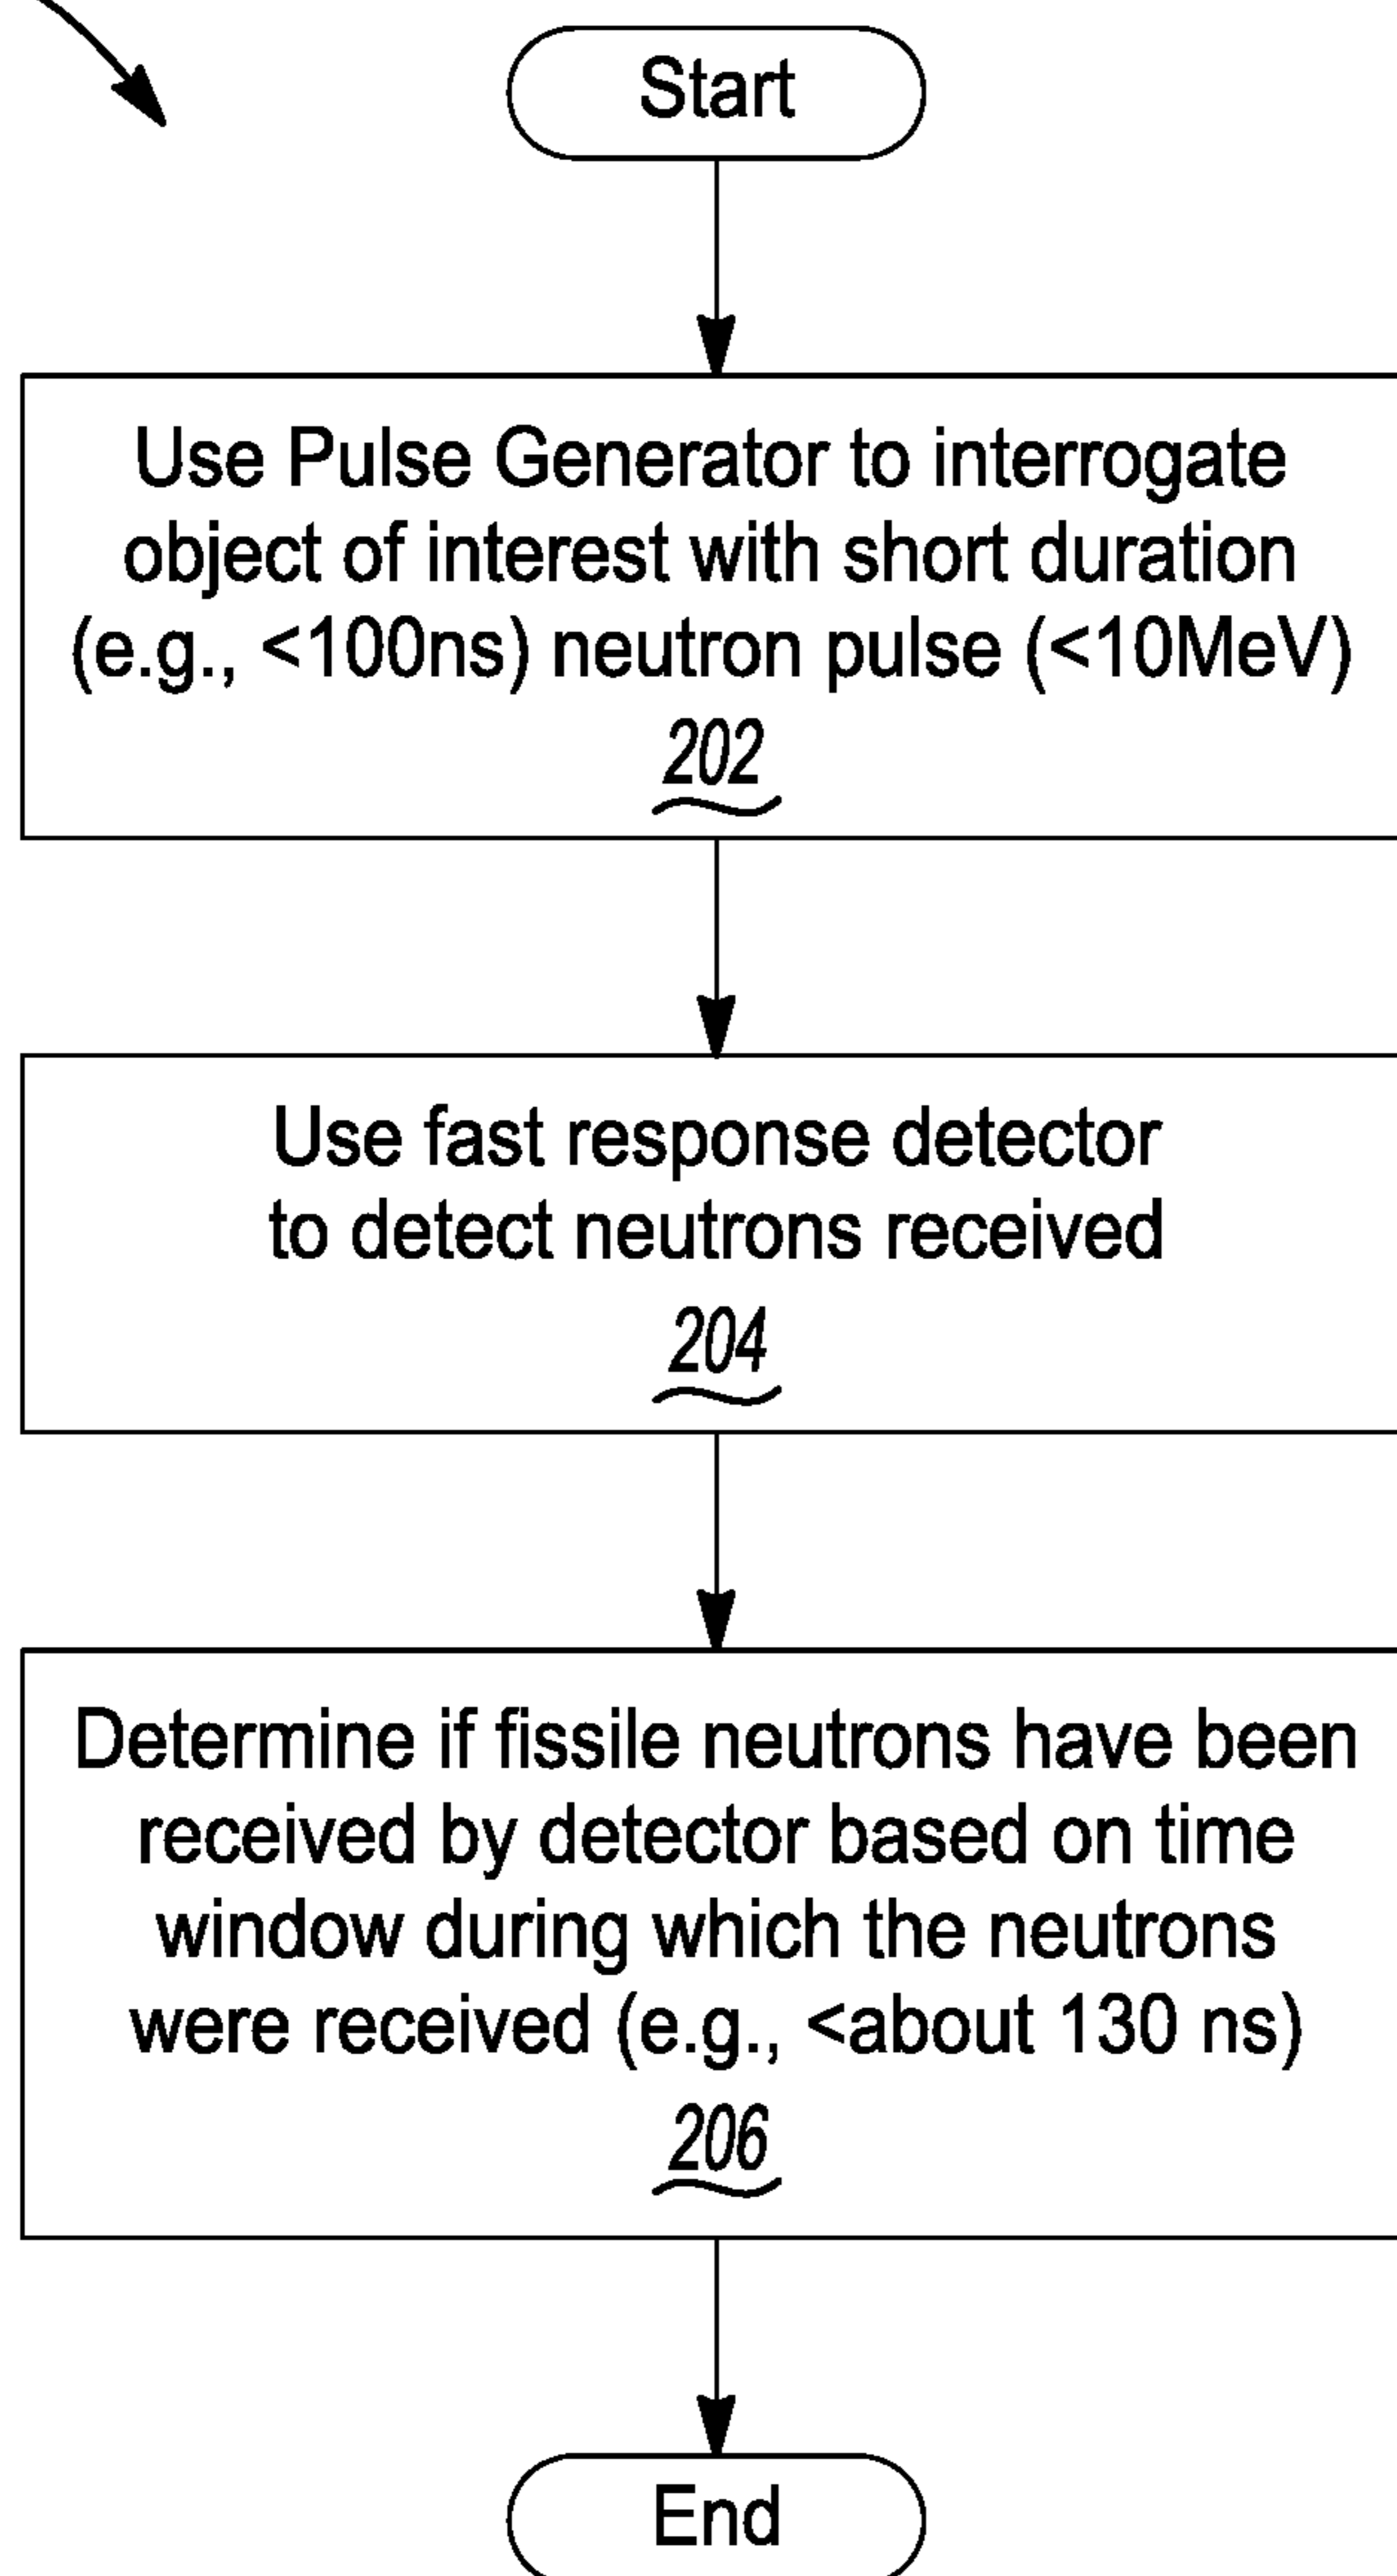 Start
Use Pulse Generator to interrogate
object of interest with short duration
(e.g., <100ns) neutron pulse (<10MeV)
202
Use fast response detector
to detect neutrons received
204
Determine if fissile neutrons have been
received by detector based on time
window during which the neutrons
were received (e.g., <about 130 ns)
206
End